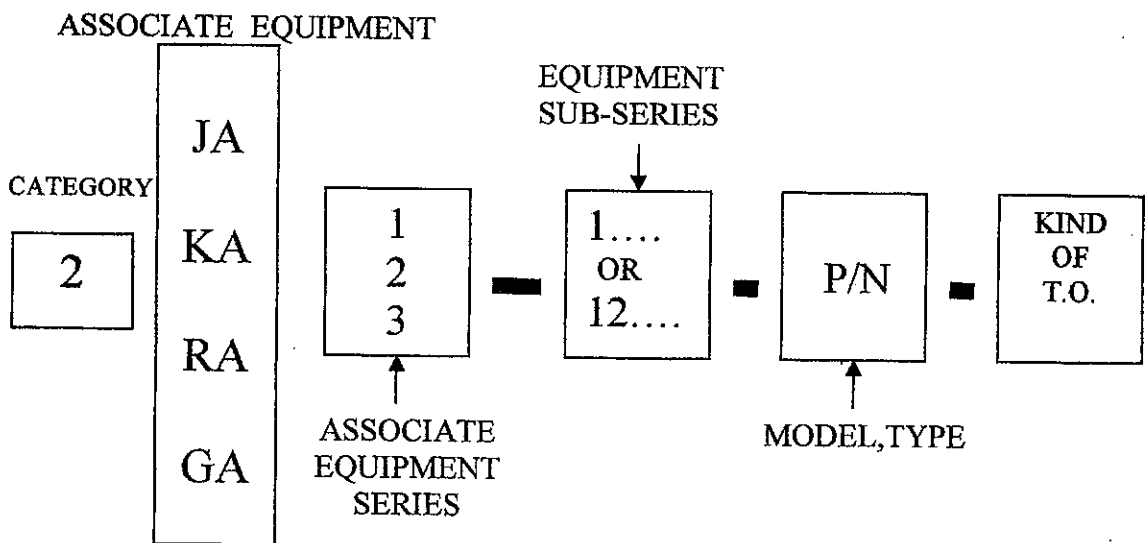 ASSOCIATE EQUIPMENT
CATEGORY
2
JA
KA
RA
GA
1
2
3
ASSOCIATE
EQUIPMENT
SERIES
EQUIPMENT
SUB-SERIES
1....
OR
12....
P/N
MODEL,TYPE
KIND
OF
T.O.